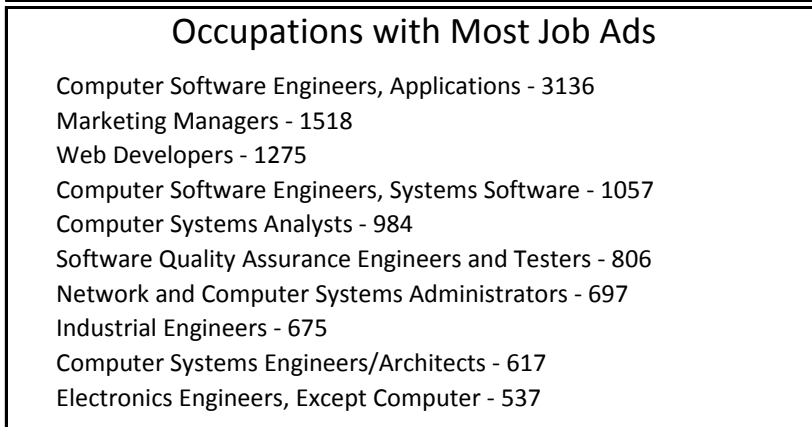 Occupations with Most Job Ads
Computer Software Engineers, Applications - 3136
Marketing Managers - 1518
Web Developers - 1275
Computer Software Engineers, Systems Software - 1057
Computer Systems Analysts - 984
Software Quality Assurance Engineers and Testers - 806
Network and Computer Systems Administrators - 697
Industrial Engineers - 675
Computer Systems Engineers/Architects - 617
Electronics Engineers, Except Computer - 537